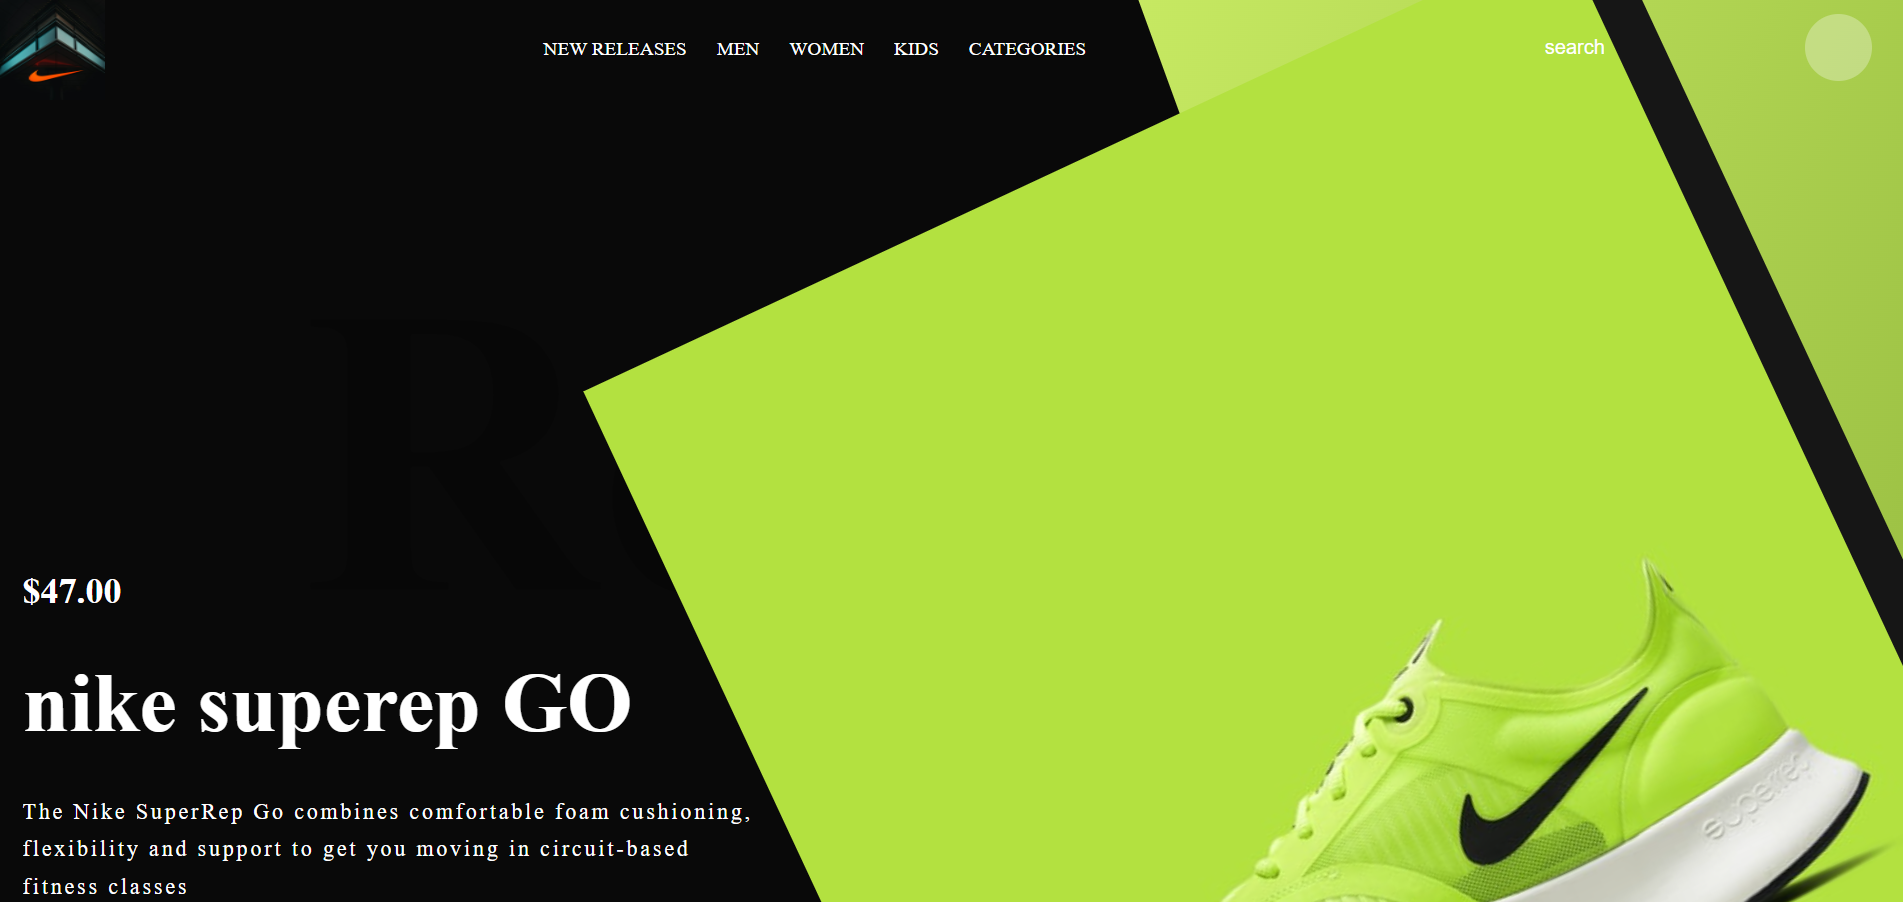 NEW RELEASES MEN WOMEN KIDS CATEGORIES search
$47.00
nike superep GO
The Nike SuperRep Go combines comfortable foam cushioning,
flexibility and support to get you moving in circuit-based
fitness classes
superrep